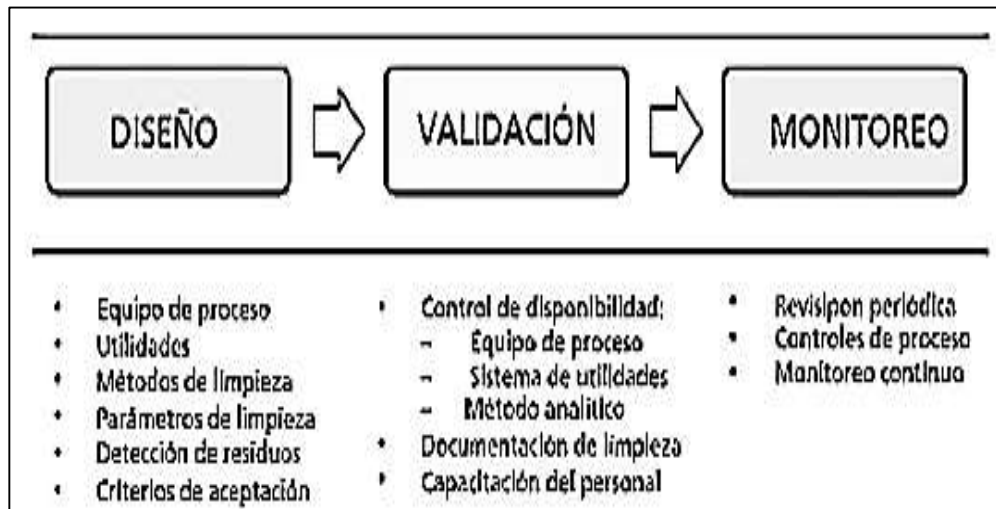 DISEÑO
VALIDACIÓN
MONITOREO
• Equipo de proceso
• Utilidades
• Métodos de limpieza
• Parámetros de limpieza
• Detección de residuos
• Criterios de aceptación
• Control de disponibilidad:
– Equipo de proceso
– Sistema de utilidades
– Método analítico
• Documentación de limpieza
• Capacitación del personal
• Revisipon periódica
• Controles de proceso
• Monitoreo continuo